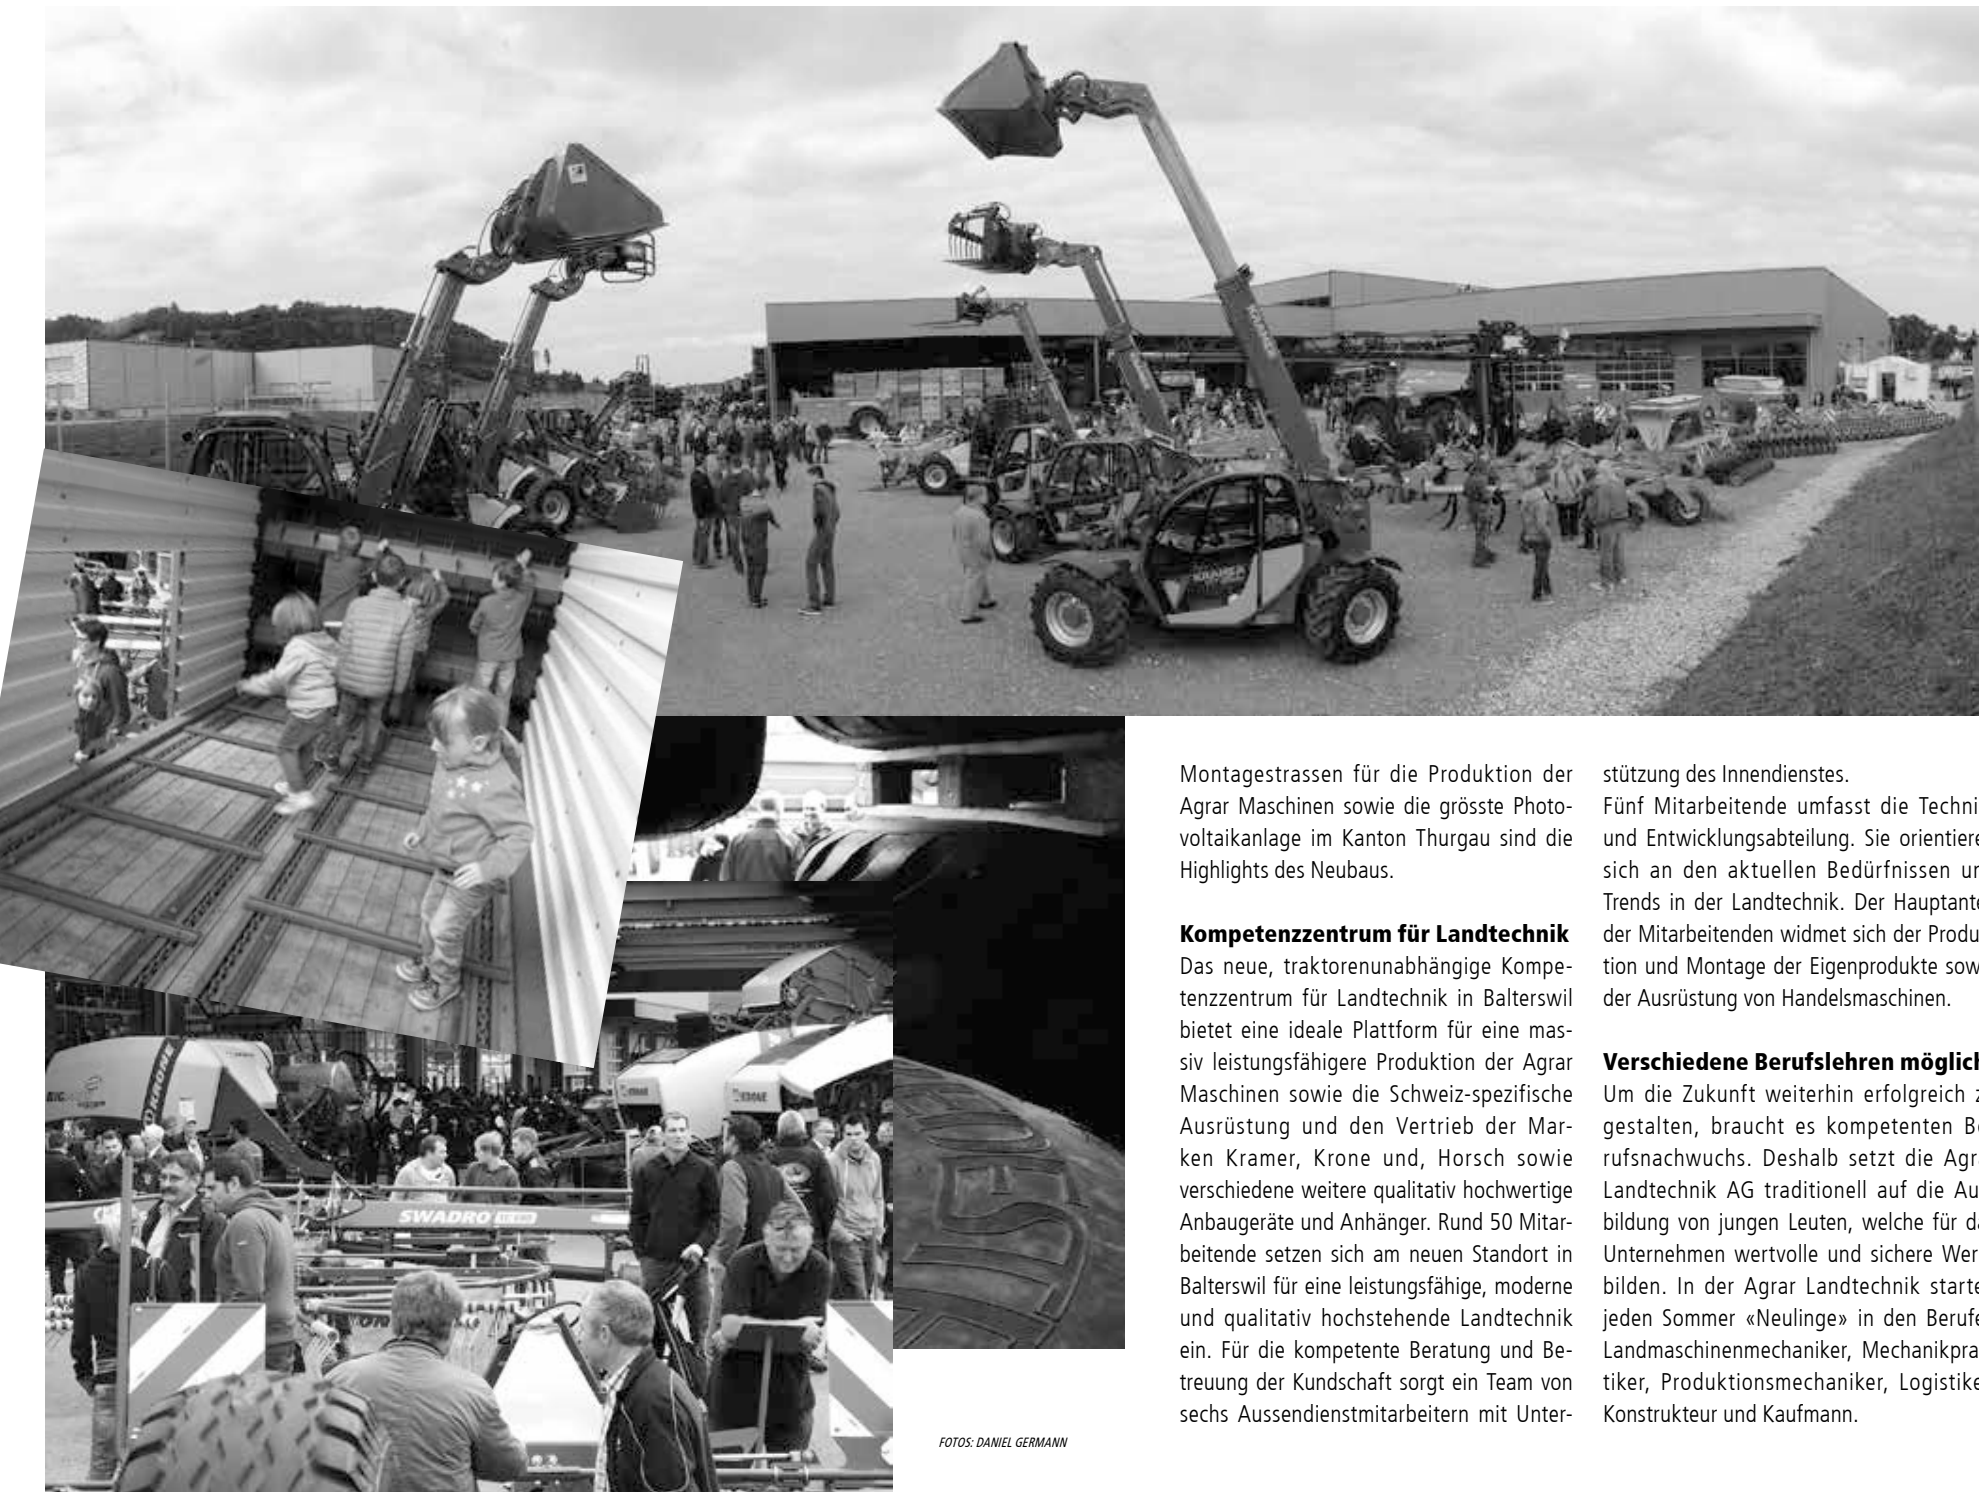 KRAMER
KRAMER
Montagestrassen für die Produktion der
Agrar Maschinen sowie die grösste Photo-
voltaikanlage im Kanton Thurgau sind die
Highlights des Neubaus.
Kompetenzzentrum für Landtechnik
Das neue, traktorenunabhängige Kompe-
tenzzentrum für Landtechnik in Balterswil
bietet eine ideale Plattform für eine mas-
siv leistungsfähigere Produktion der Agrar
Maschinen sowie die Schweiz-spezifische
Ausrüstung und den Vertrieb der Mar-
ken Kramer, Krone und, Horsch sowie
verschiedene weitere qualitativ hochwertige
Anbaugeräte und Anhänger. Rund 50 Mitar-
beitende setzen sich am neuen Standort in
Balterswil für eine leistungsfähige, moderne
und qualitativ hochstehende Landtechnik
ein. Für die kompetente Beratung und Be-
treuung der Kundschaft sorgt ein Team von
sechs Aussendienstmitarbeitern mit Unter-
stützung des Innendienstes.
Fünf Mitarbeitende umfasst die Techni
und Entwicklungsabteilung. Sie orientiere
sich an den aktuellen Bedürfnissen un
Trends in der Landtechnik. Der Hauptante
der Mitarbeitenden widmet sich der Produ
tion und Montage der Eigenprodukte sow
der Ausrüstung von Handelsmaschinen.
Verschiedene Berufslehren möglich
Um die Zukunft weiterhin erfolgreich z
gestalten, braucht es kompetenten Be
rufsnachwuchs. Deshalb setzt die Agra
Landtechnik AG traditionell auf die Au
bildung von jungen Leuten, welche für da
Unternehmen wertvolle und sichere Wer
bilden. In der Agrar Landtechnik starte
jeden Sommer «Neulinge» in den Berufe
Landmaschinenmechaniker, Mechanikpra
tiker, Produktionsmechaniker, Logistike
Konstrukteur und Kaufmann.
BIG
KRONE
KRONE
SWADRO
FOTOS: DANIEL GERMANN